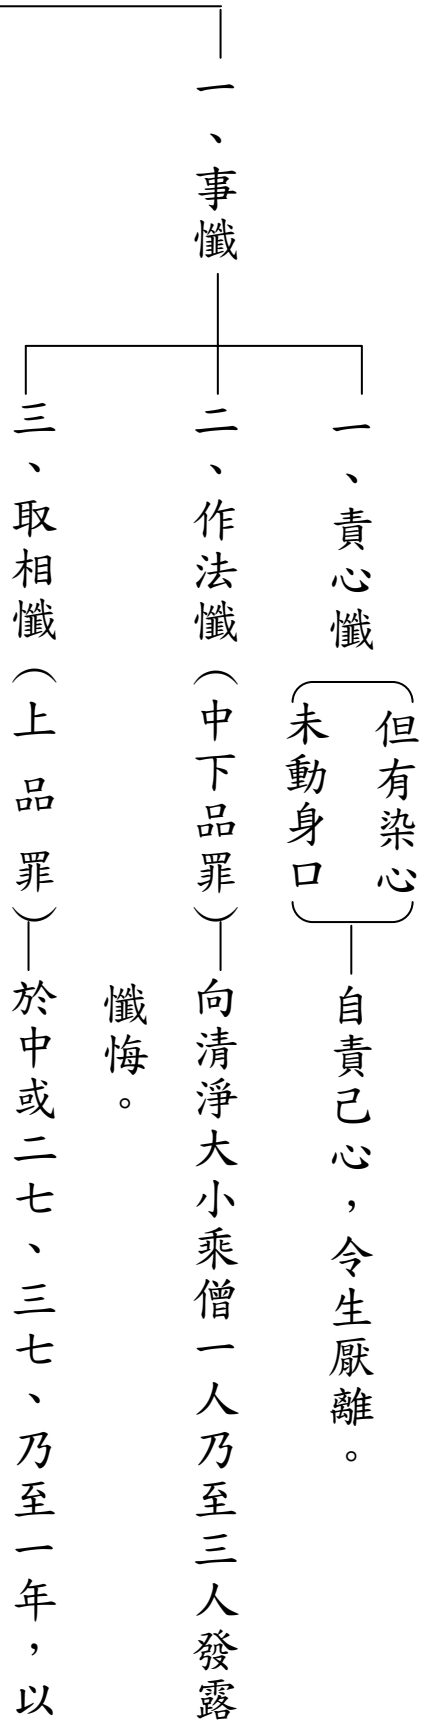 一、事懺
一、責心懺
但有染心
未動身口
自責己心，令生厭離。
二、作法懺（中下品罪）
向清淨大小乘僧一人乃至三人發露
懺悔。
三、取相懺（上品罪）
於中或二七、三七、乃至一年，以